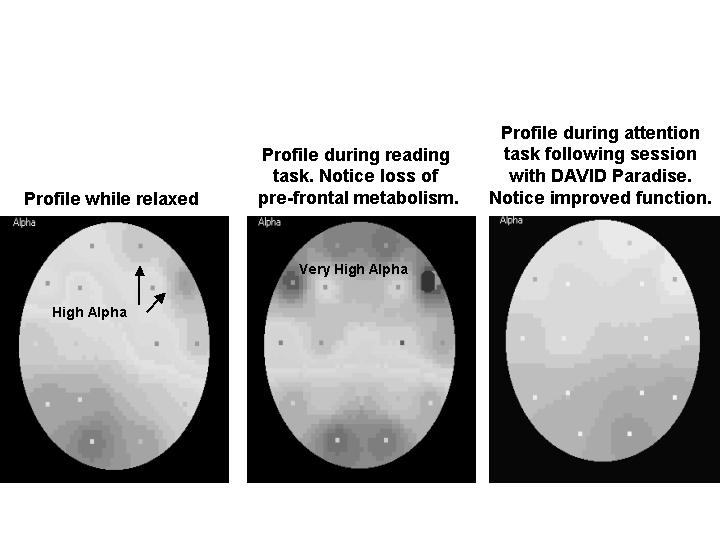 Profile while relaxed
Profile during reading
task. Notice loss of
pre-frontal metabolism.
Profile during attention
task following session
with DAVID Paradise.
Notice improved function.
Alpha
High Alpha
Alpha
Very High Alpha
Alpha